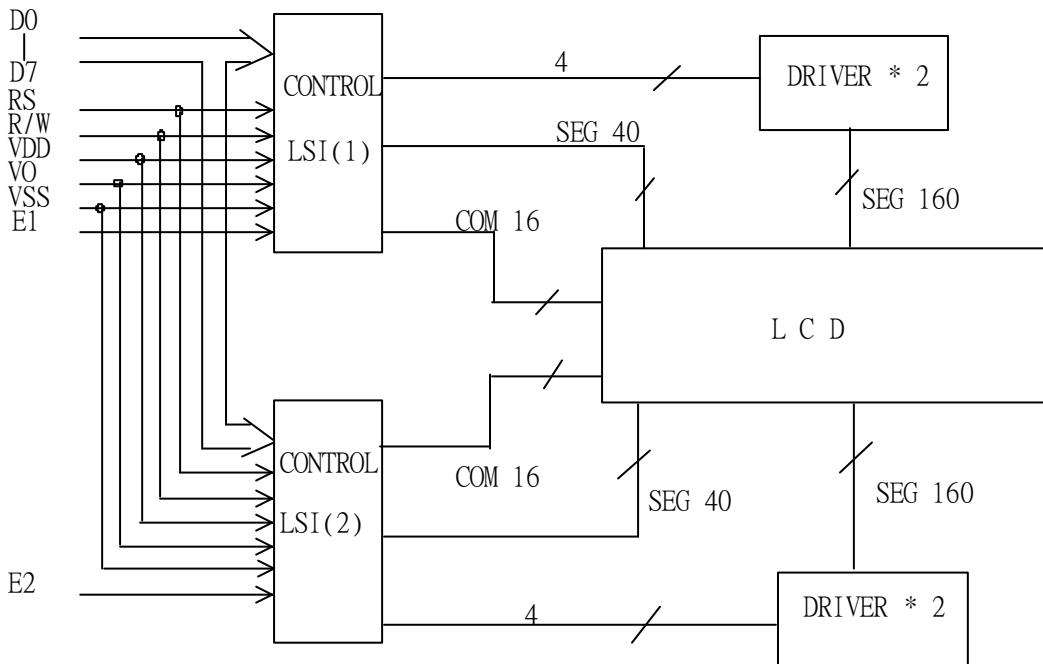 D0
D7
RS
R/W
VDD
VO
VSS
E1
E2
CONTROL
LSI(1)
4
DRIVER * 2
SEG 40
SEG 160
COM 16
L C D
CONTROL
LSI(2)
COM 16
SEG 40
SEG 160
4
DRIVER * 2